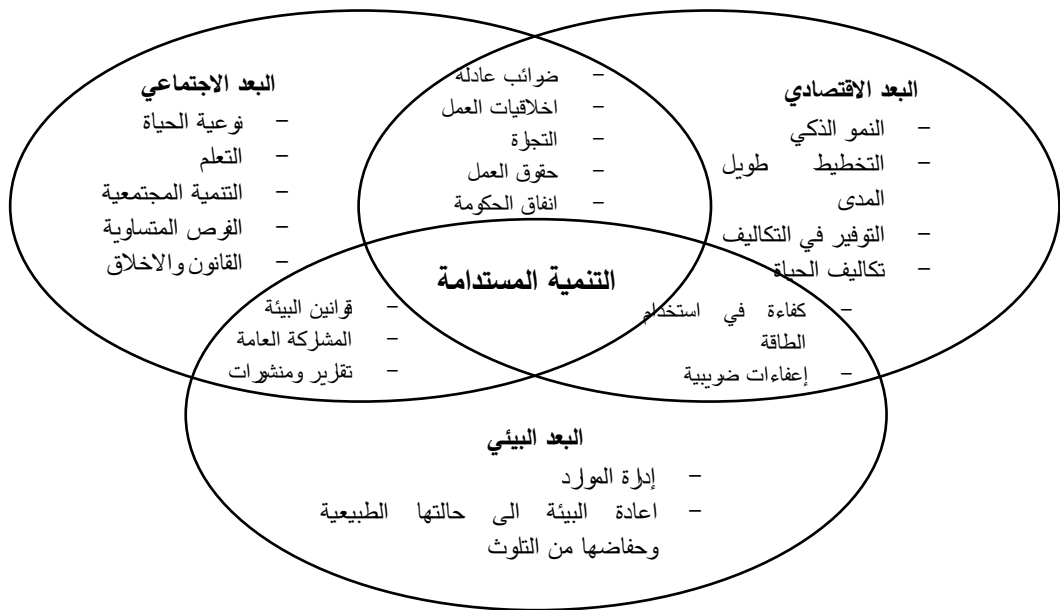 البعد الاقتصادي
- النمو الذكي
- التخطيط طويل
المدى
- التوفير في التكاليف
- تكاليف الحياة
- ضرائب عادلة
- اخلاقيات العمل
- التجارة
- حقوق العمل
- انفاق الحكومة
البعد الاجتماعي
- نوعية الحياة
- التعلم
- التنمية المجتمعية
- الفرص المتساوية
- القانون والاخلاق
التنمية المستدامة
- كفاءة في استخدام
الطاقة
- إعفاءات ضريبية
- قوانين البيئة
- المشاركة العامة
- تقارير ومنشورات
البعد البيئي
- إدارة الموارد
- اعادة البيئة الى حالتها الطبيعية
وحفاضها من التلوث